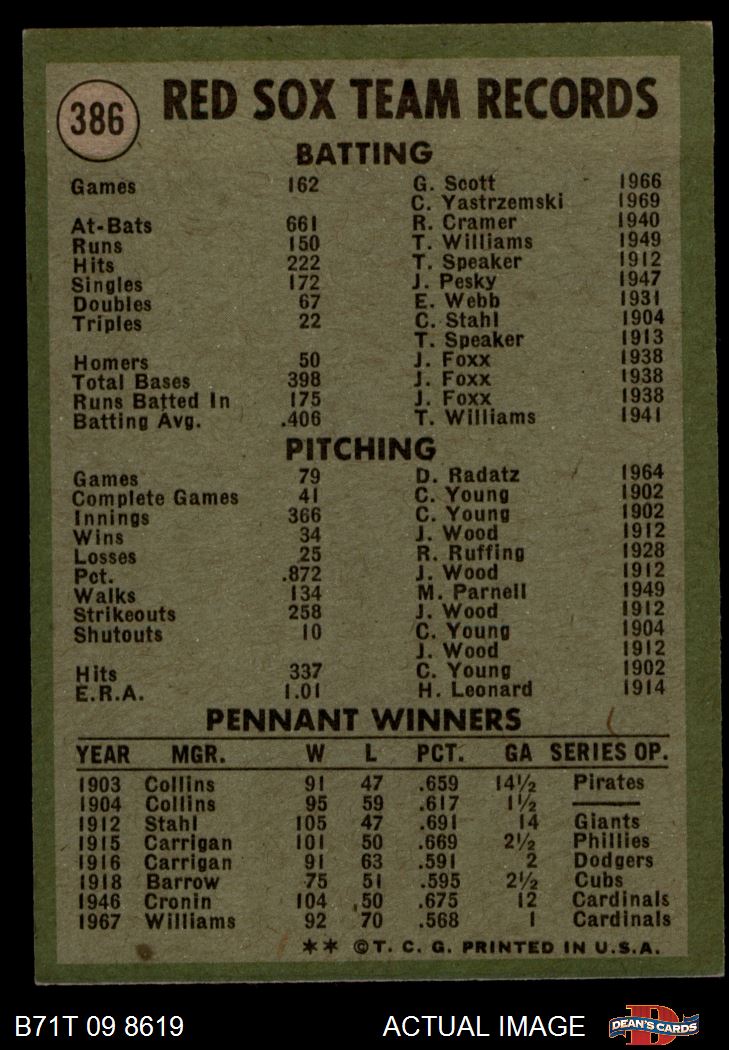 386
RED SOX TEAM RECORDS
BATTING
Games 162 G. Scott 1966
C. Yastrzemski 1969
At-Bats 661 R. Cramer 1940
Runs 150 T. Williams 1949
Hits 222 T. Speaker 1912
Singles 172 J. Pesky 1947
Doubles 67 E. Webb 1931
Triples 22 C. Stahl 1904
T. Speaker 1913
Homers 50 J. Foxx 1938
Total Bases 398 J. Foxx 1938
Runs Batted In 175 J. Foxx 1938
Batting Avg. .406 T. Williams 1941
PITCHING
Games 79 D. Radatz 1964
Complete Games 41 C. Young 1902
Innings 366 C. Young 1902
Wins 34 J. Wood 1912
Losses 25 R. Ruffing 1928
Pct. .872 J. Wood 1912
Walks 134 M. Parnell 1949
Strikeouts 258 J. Wood 1912
Shutouts 10 C. Young 1904
J. Wood 1912
Hits 337 C. Young 1902
E.R.A. 1.01 H. Leonard 1914
PENNANT WINNERS
YEAR MGR. W L PCT. GA SERIES OP.
1903 Collins 91 47 .659 14½ Pirates
1904 Collins 95 59 .617 1½ ———
1912 Stahl 105 47 .691 14 Giants
1915 Carrigan 101 50 .669 2½ Phillies
1916 Carrigan 91 63 .591 2 Dodgers
1918 Barrow 75 51 .595 2½ Cubs
1946 Cronin 104 50 .675 12 Cardinals
1967 Williams 92 70 .568 1 Cardinals
** ©T. C. G. PRINTED IN U.S.A.
B71T 09 8619 ACTUAL IMAGE DEAN'S CARDS